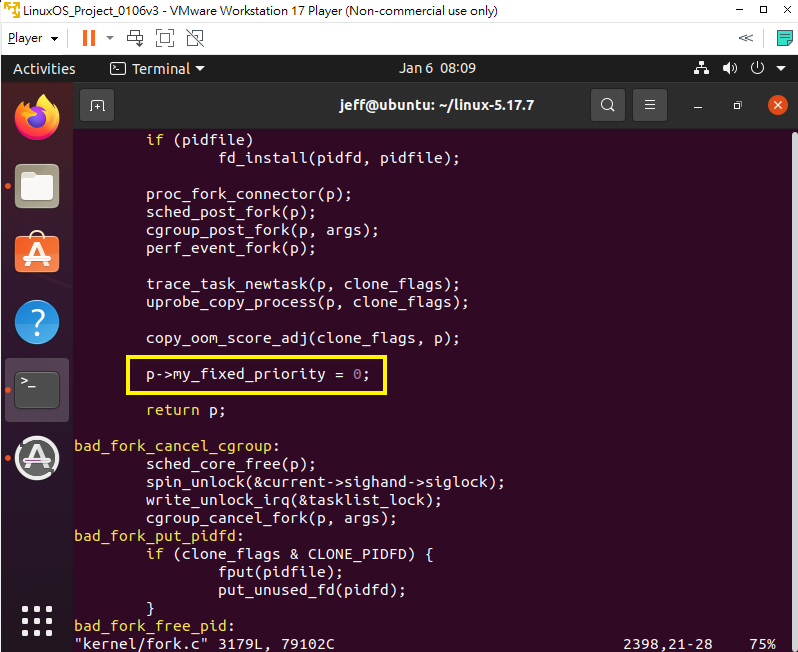 LinuxOS_Project_0106v3 - VMware Workstation 17 Player (Non-commercial use only)
Player
Activities Terminal Jan 6 08:09
jeff@ubuntu: ~/linux-5.17.7
if (pidfile)
fd_install(pidfd, pidfile);
proc_fork_connector(p);
sched_post_fork(p);
cgroup_post_fork(p, args);
perf_event_fork(p);
trace_task_newtask(p, clone_flags);
uprobe_copy_process(p, clone_flags);
copy_oom_score_adj(clone_flags, p);
p->my_fixed_priority = 0;
return p;
bad_fork_cancel_cgroup:
sched_core_free(p);
spin_unlock(&current->sighand->siglock);
write_unlock_irq(&tasklist_lock);
cgroup_cancel_fork(p, args);
bad_fork_put_pidfd:
if (clone_flags & CLONE_PIDFD) {
fput(pidfile);
put_unused_fd(pidfd);
}
bad_fork_free_pid:
"kernel/fork.c" 3179L, 79102C 2398,21-28 75%